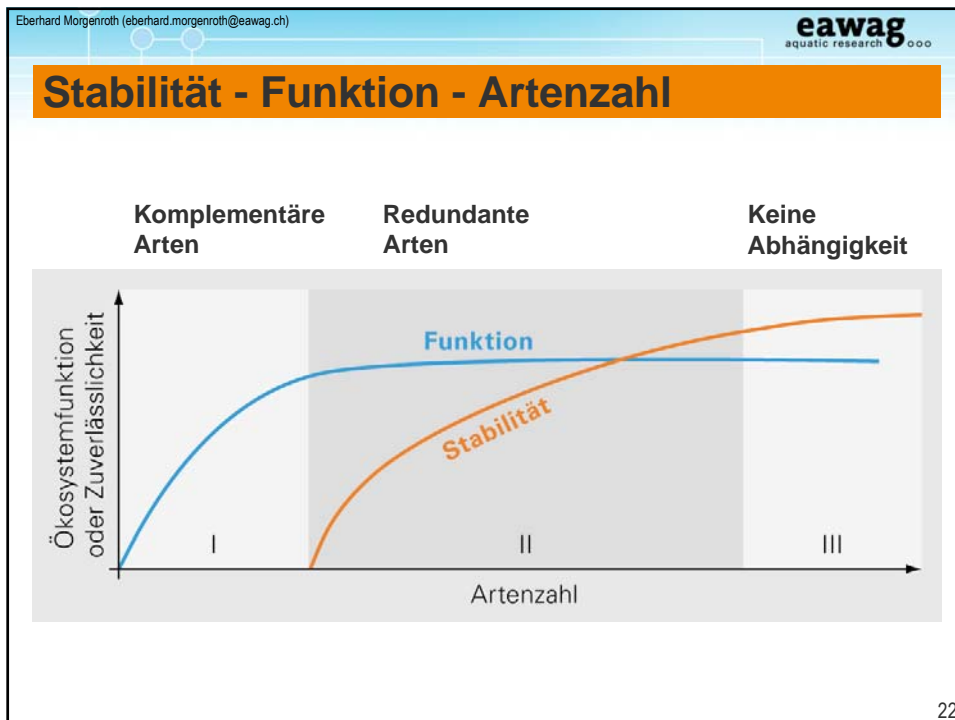 Eberhard Morgenroth (eberhard.morgenroth@eawag.ch)
eawag
aquatic research
Stabilität - Funktion - Artenzahl
Komplementäre
Arten
Redundante
Arten
Keine
Abhängigkeit
Ökosystemfunktion
oder Zuverlässlichkeit
Funktion
Stabilität
I
II
III
Artenzahl
22